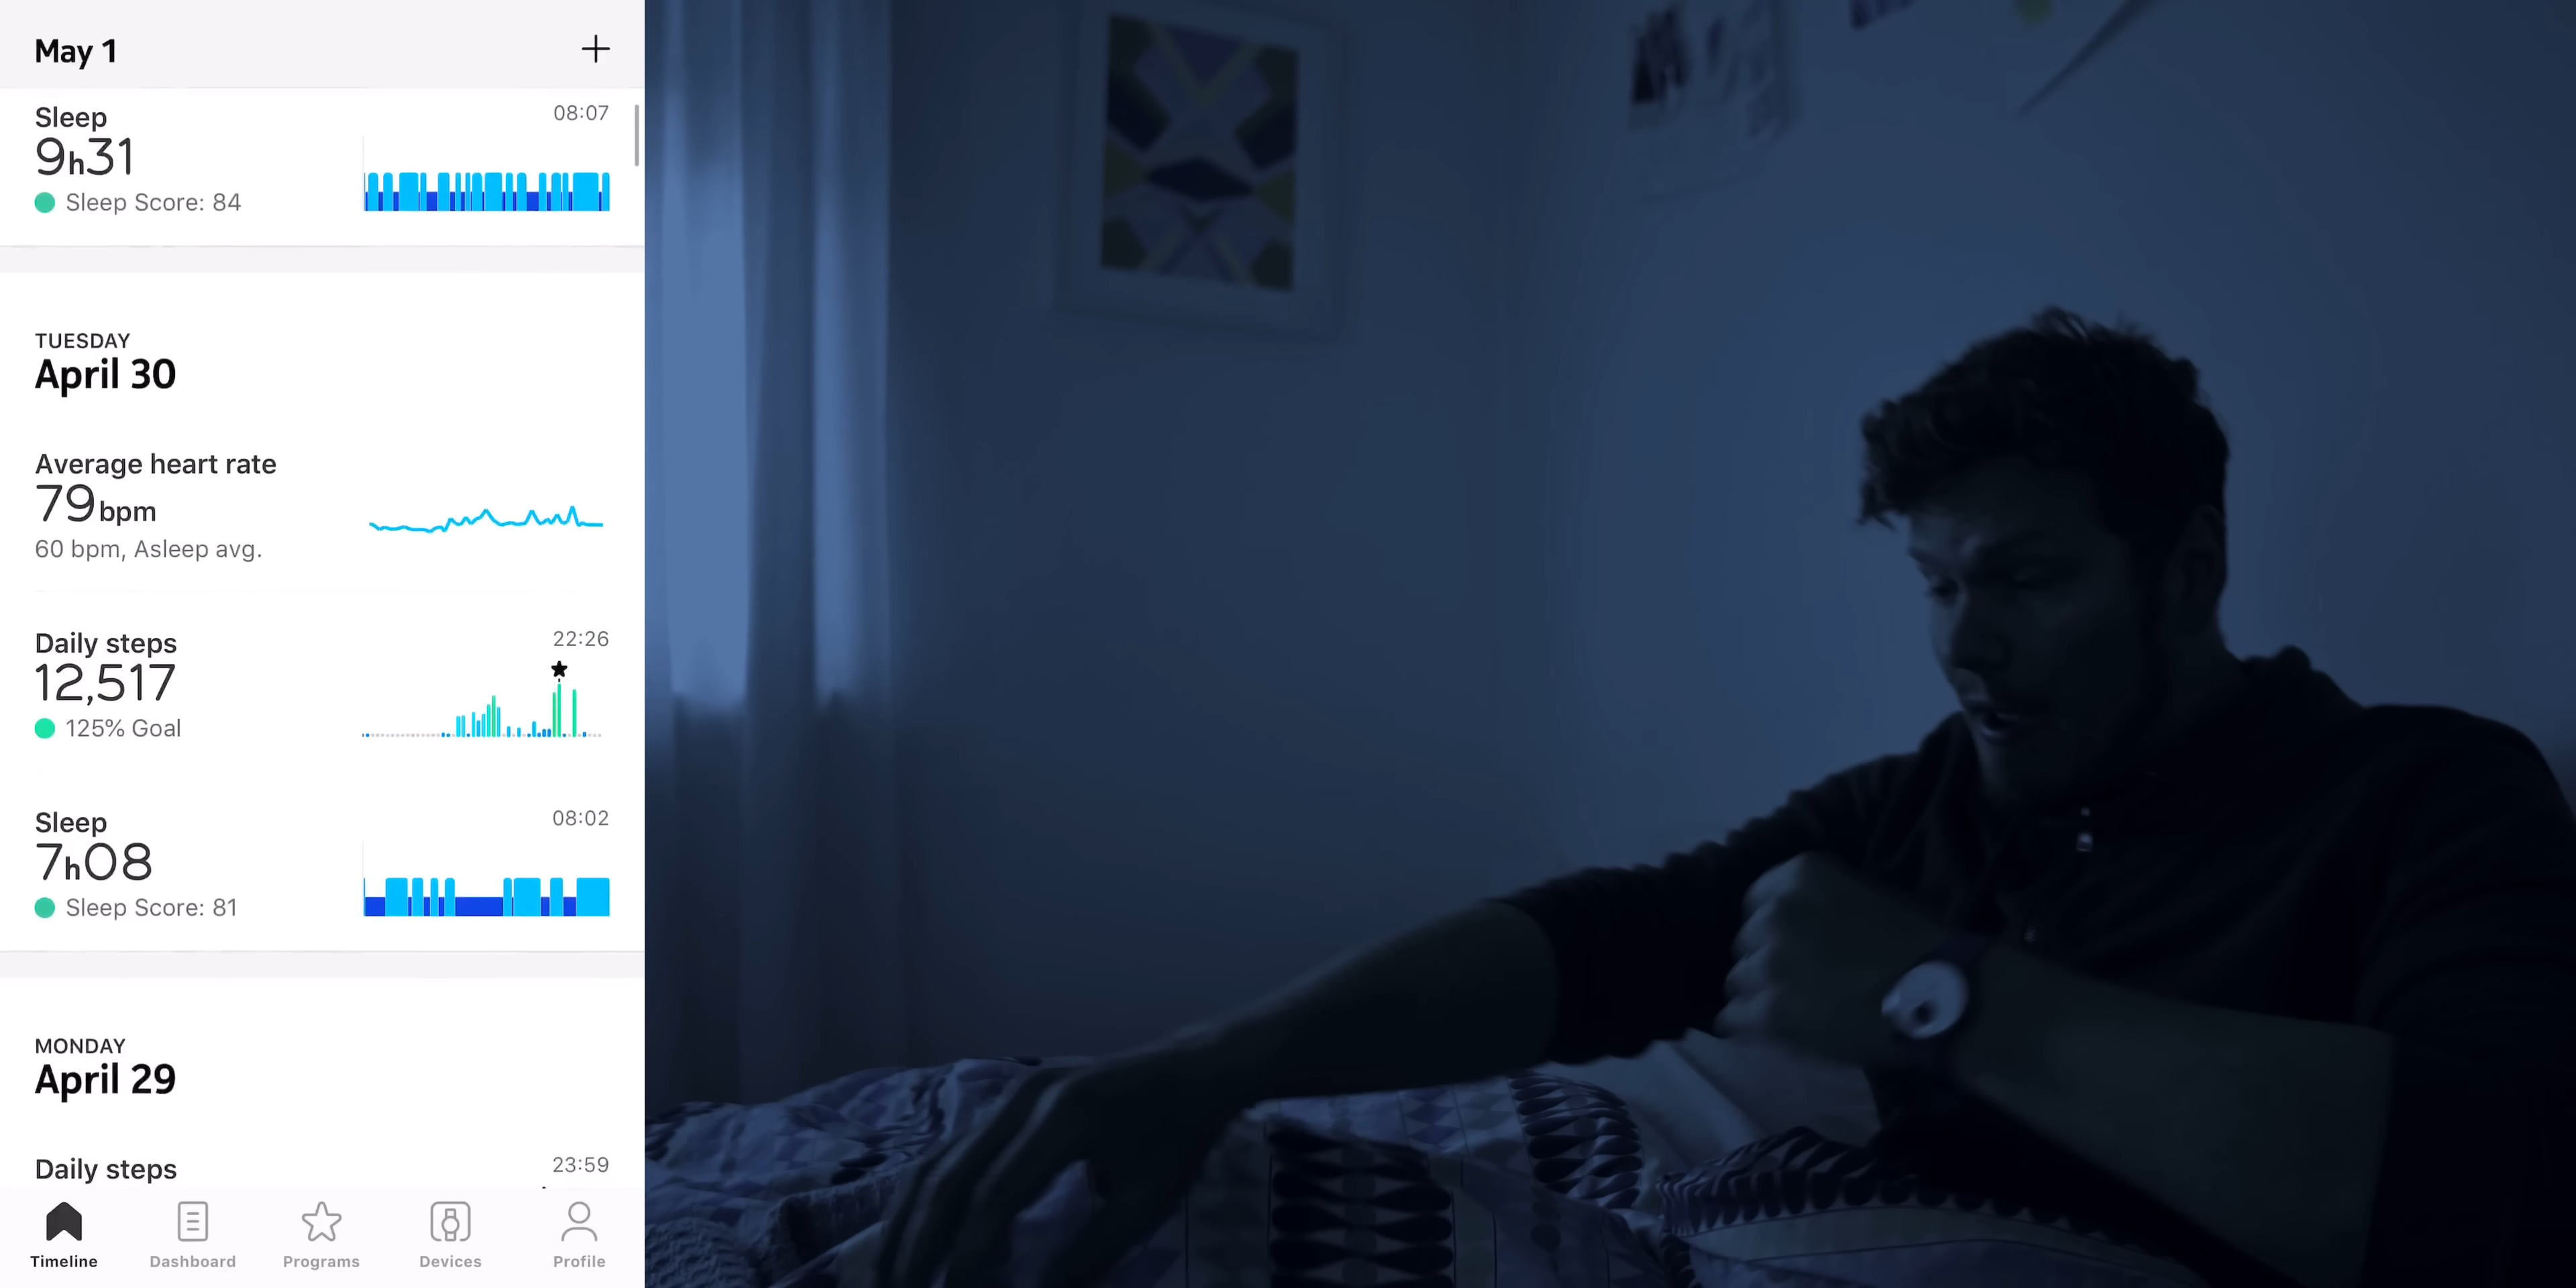 May 1
Sleep
08:07
9h31
Sleep Score: 84
TUESDAY
April 30
Average heart rate
79bpm
60 bpm, Asleep avg.
Daily steps
22:26
12,517
125% Goal
Sleep
08:02
7h08
Sleep Score: 81
MONDAY
April 29
Daily steps
23:59
Timeline
Dashboard
Programs
Devices
Profile